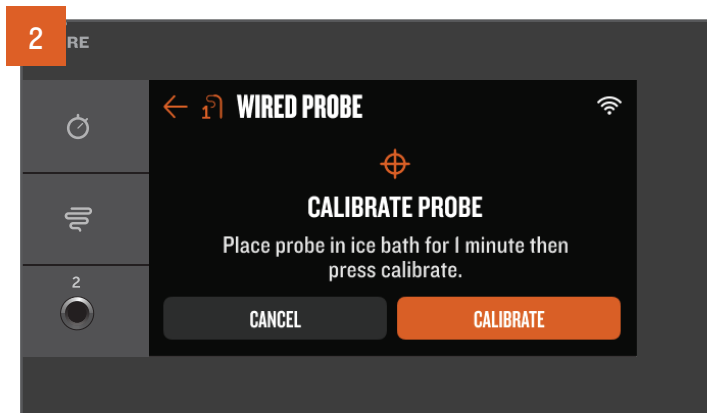 2
RE
1
WIRED PROBE
CALIBRATE PROBE
Place probe in ice bath for 1 minute then
press calibrate.
2
CANCEL
CALIBRATE